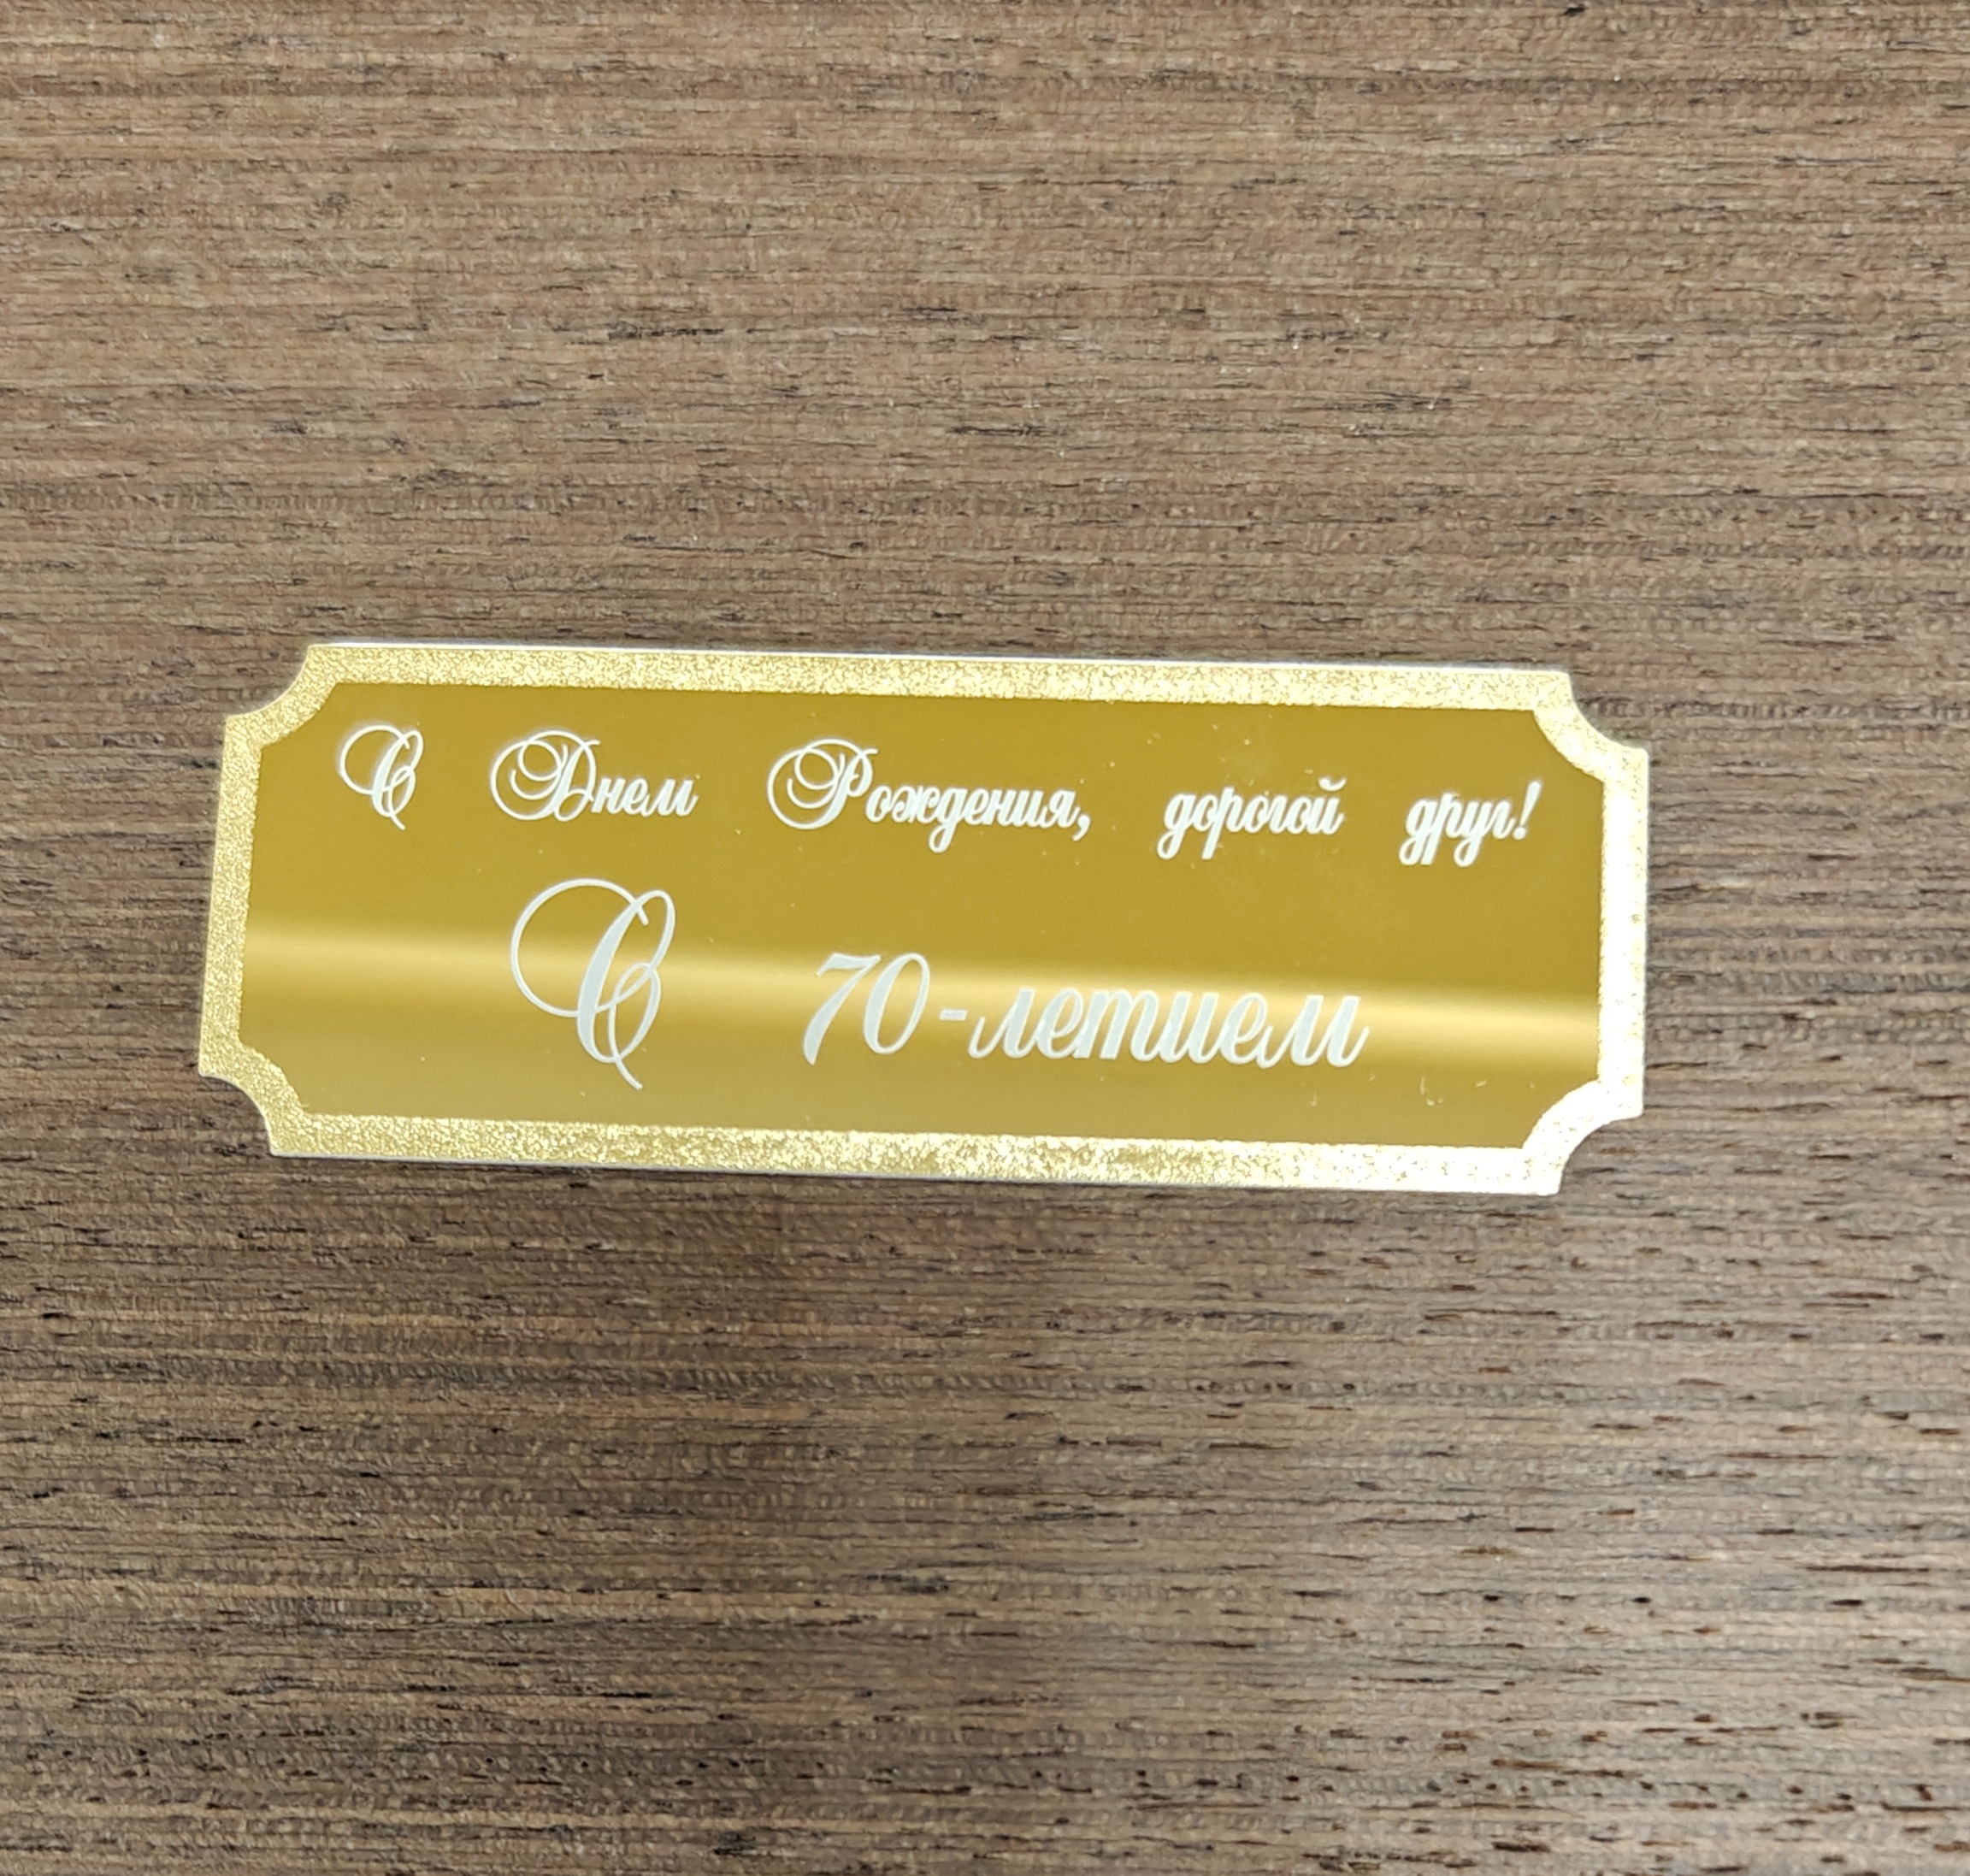 С Днем Рождения, дорогой друг!
С 70-летием